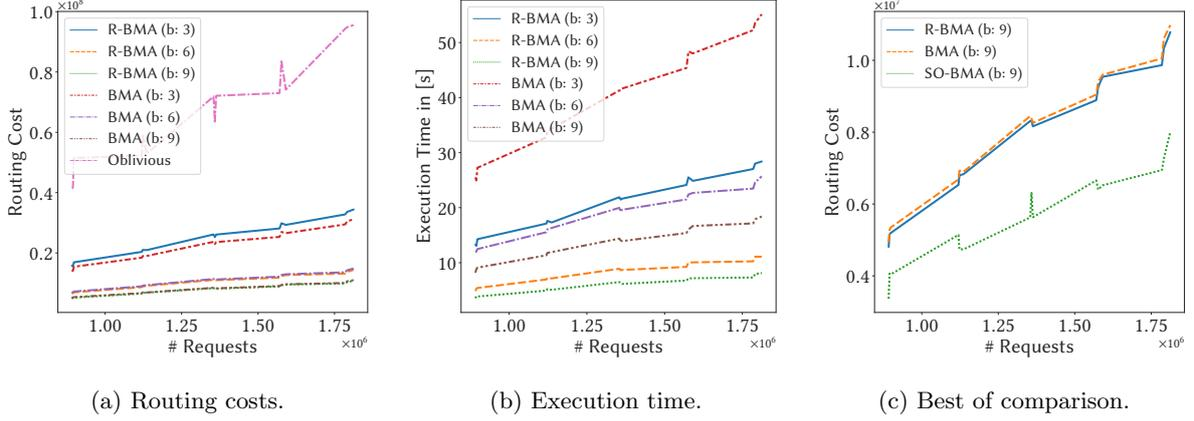 ×10⁸
1.0
0.8
0.6
0.4
0.2
Routing Cost
R-BMA (b: 3)
R-BMA (b: 6)
R-BMA (b: 9)
BMA (b: 3)
BMA (b: 6)
BMA (b: 9)
Oblivious
1.00 1.25 1.50 1.75
# Requests ×10⁶
(a) Routing costs.
50
40
30
20
10
Execution Time in [s]
R-BMA (b: 3)
R-BMA (b: 6)
R-BMA (b: 9)
BMA (b: 3)
BMA (b: 6)
BMA (b: 9)
1.00 1.25 1.50 1.75
# Requests ×10⁶
(b) Execution time.
×10⁷
1.0
0.8
0.6
0.4
Routing Cost
R-BMA (b: 9)
BMA (b: 9)
SO-BMA (b: 9)
1.00 1.25 1.50 1.75
# Requests ×10⁶
(c) Best of comparison.